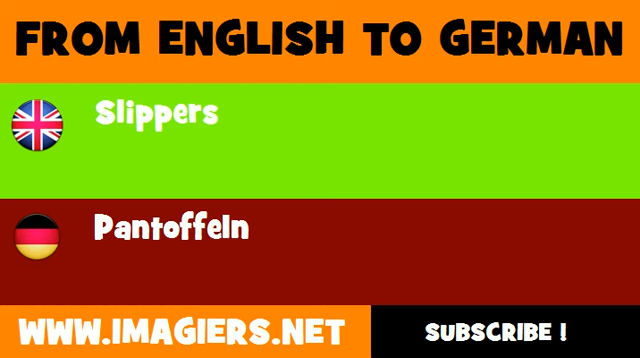 FROM ENGLISH TO GERMAN
Slippers
Pantoffeln
WWW.IMAGIERS.NET
SUBSCRIBE !